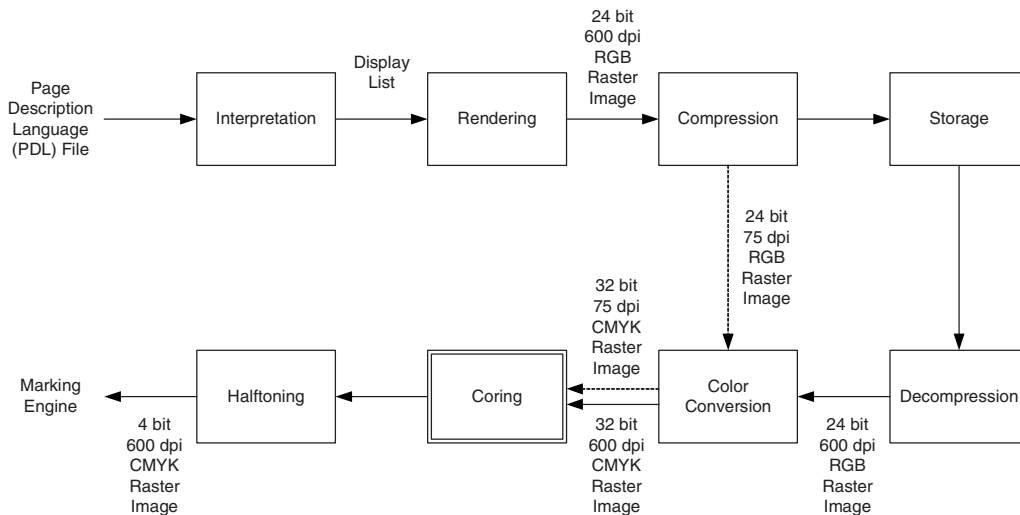 Page
Description
Language
(PDL) File
Interpretation
Display
List
Rendering
24 bit
600 dpi
RGB
Raster
Image
Compression
Storage
24 bit
75 dpi
RGB
Raster
Image
32 bit
75 dpi
CMYK
Raster
Image
Marking
Engine
Halftoning
Coring
Color
Conversion
Decompression
4 bit
600 dpi
CMYK
Raster
Image
32 bit
600 dpi
CMYK
Raster
Image
24 bit
600 dpi
RGB
Raster
Image